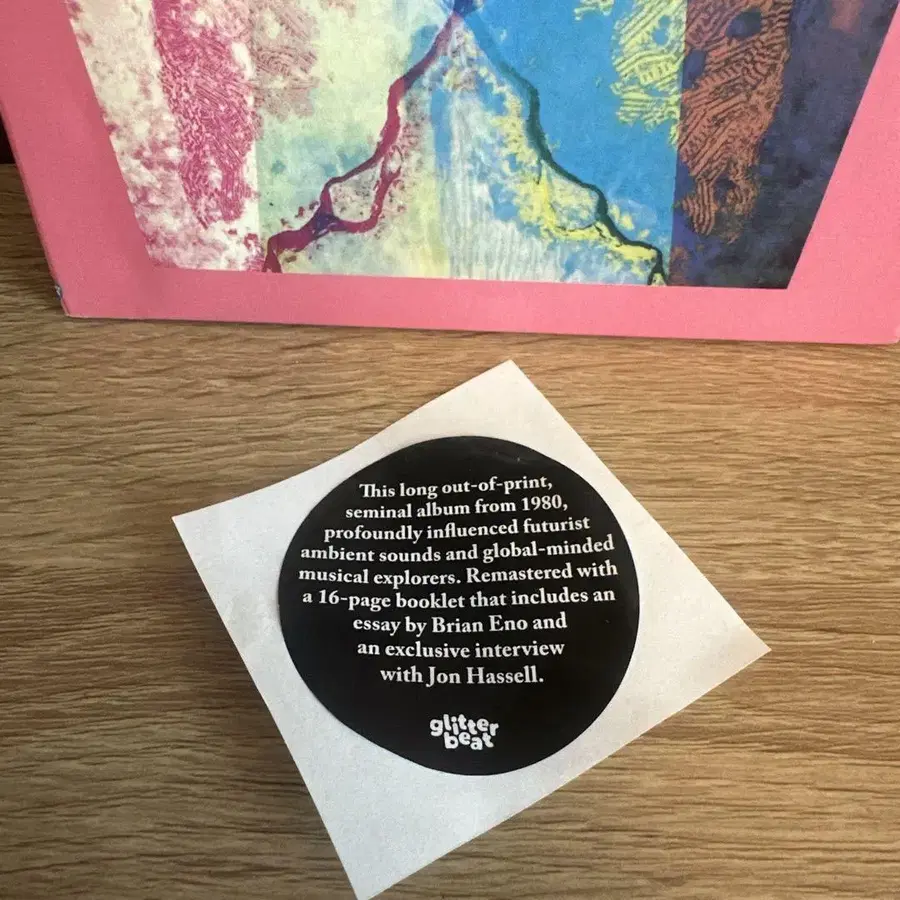 This long out-of-print,
seminal album from 1980,
profoundly influenced futurist
ambient sounds and global-minded
musical explorers. Remastered with
a 16-page booklet that includes an
essay by Brian Eno and
an exclusive interview
with Jon Hassell.
glitter
beat